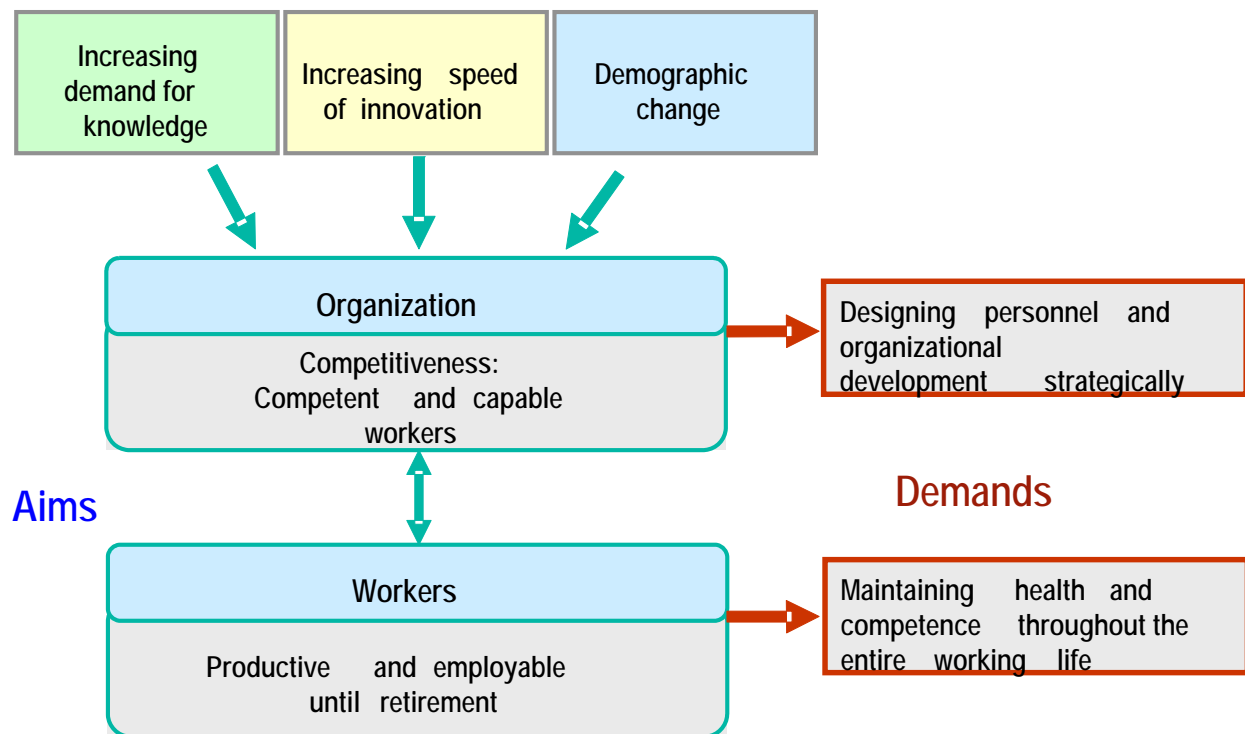 Increasing
demand for
knowledge
Increasing speed
of innovation
Demographic
change
Organization
Competitiveness:
Competent and capable
workers
Designing personnel and
organizational
development strategically
Aims
Demands
Workers
Productive and employable
until retirement
Maintaining health and
competence throughout the
entire working life